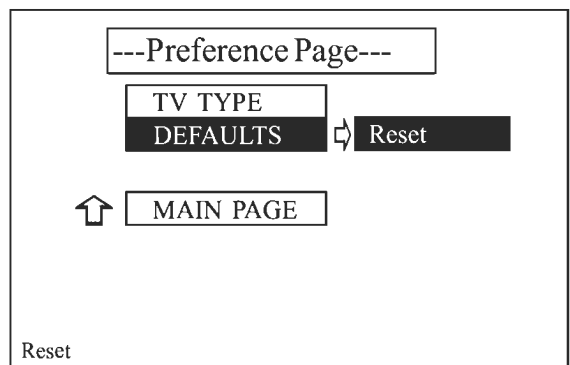 ---Preference Page---
TV TYPE
DEFAULTS Reset
MAIN PAGE
Reset